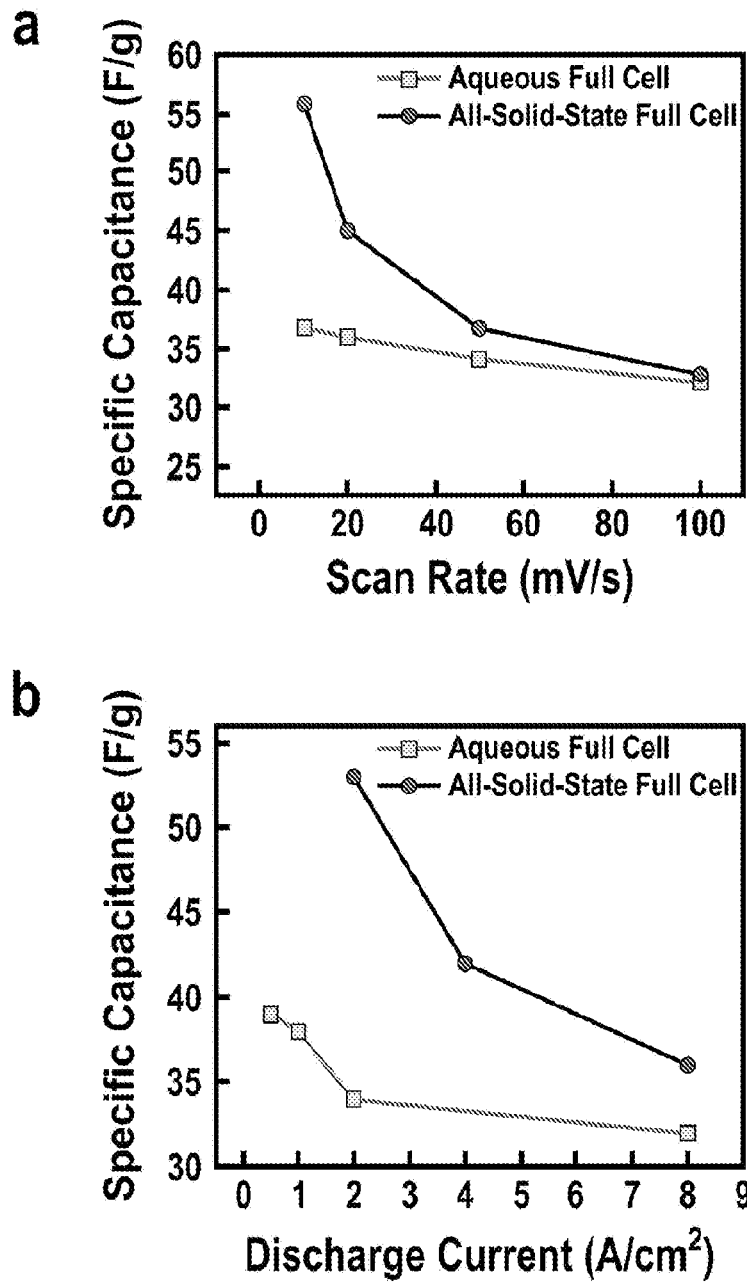 a
Specific Capacitance (F/g)
60
55
50
45
40
35
30
25
Aqueous Full Cell
All-Solid-State Full Cell
0 20 40 60 80 100
Scan Rate (mV/s)
b
Specific Capacitance (F/g)
55
50
45
40
35
30
Aqueous Full Cell
All-Solid-State Full Cell
0 1 2 3 4 5 6 7 8 9
Discharge Current (A/cm²)